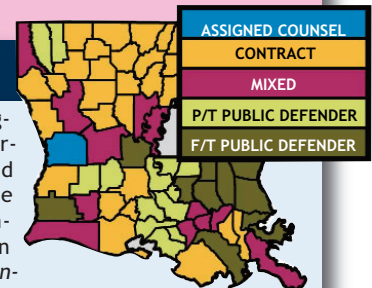 ASSIGNED COUNSEL
CONTRACT
MIXED
P/T PUBLIC DEFENDER
F/T PUBLIC DEFENDER
g-
r-
d
e
n-
n
n-